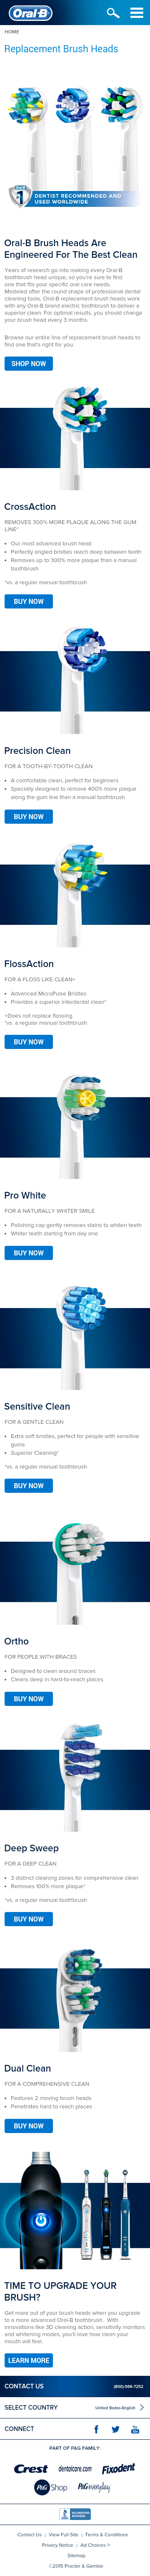 Oral-B
HOME
Replacement Brush Heads
#1
DENTIST RECOMMENDED AND
USED WORLDWIDE
Oral-B Brush Heads Are
Engineered For The Best Clean
Years of research go into making every Oral-B
toothbrush head unique, so you're sure to find
one that fits your specific oral care needs.
Inspired by the round shape of professional dental
cleaning tools, Oral-B replacement brush heads work
with any Oral-B electric toothbrush to deliver a
superior clean. For optimal results, you should change
your brush head every 3 months.
Browse our entire line of replacement brush heads to
find one that's right for you.
SHOP NOW
CrossAction
REMOVES 300% MORE PLAQUE ALONG THE GUM
LINE*
• Our most advanced brush head
• Perfectly angled bristles reach deep between teeth
• Removes up to 300% more plaque than a manual
toothbrush
*vs. a regular manual toothbrush
BUY NOW
Precision Clean
FOR A TOOTH-BY-TOOTH CLEAN
• A comfortable clean, perfect for beginners
• Specially designed to remove 400% more plaque
along the gum line than a manual toothbrush
BUY NOW
FlossAction
FOR A FLOSS LIKE CLEAN+
• Advanced MicroPulse Bristles
• Provides a superior interdental clean*
+Does not replace flossing
*vs. a regular manual toothbrush
BUY NOW
Pro White
FOR A NATURALLY WHITER SMILE
• Polishing cup gently removes stains to whiten teeth
• Whiter teeth starting from day one
BUY NOW
Sensitive Clean
FOR A GENTLE CLEAN
• Extra soft bristles, perfect for people with sensitive
gums
• Superior Cleaning*
*vs. a regular manual toothbrush
BUY NOW
Ortho
FOR PEOPLE WITH BRACES
• Designed to clean around braces
• Cleans deep in hard-to-reach places
BUY NOW
Deep Sweep
FOR A DEEP CLEAN
• 3 distinct cleaning zones for comprehensive clean
• Removes 100% more plaque*
*vs. a regular manual toothbrush
BUY NOW
Dual Clean
FOR A COMPREHENSIVE CLEAN
• Features 2 moving brush heads
• Penetrates hard to reach places
BUY NOW
TIME TO UPGRADE YOUR
BRUSH?
Get more out of your brush heads when you upgrade
to a more advanced Oral-B toothbrush. With
innovations like 3D cleaning action, sensitivity monitors
and whitening modes, you'll love how clean your
mouth will feel.
LEARN MORE
CONTACT US (800)-566-7252
SELECT COUNTRY United States-English
CONNECT
PART OF P&G FAMILY:
Crest dentalcare.com Fixodent
P&G Shop P&G everyday
BBB ACCREDITED BUSINESS
Contact Us | View Full Site | Terms & Conditions
Privacy Notice | Ad Choices
Sitemap
©2015 Procter & Gamble